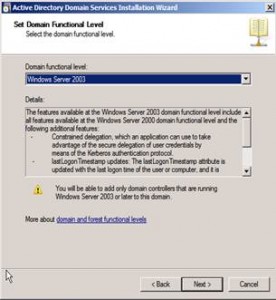 Active Directory Domain Services Installation Wizard
Set Domain Functional Level
Select the domain functional level.
Domain functional level:
Windows Server 2003
Details:
The features available at the Windows Server 2003 domain functional level include
all features available at the Windows Server 2000 domain functional level and the
following additional features:
- Constrained delegation, which an application can use to take
advantage of the secure delegation of user credentials by
means of the Kerberos authentication protocol.
- lastLogonTimestamp updates: The lastLogonTimestamp attribute is
updated with the last logon time of the user or computer, and it is
You will be able to add only domain controllers that are running
Windows Server 2003 or later to this domain.
More about domain and forest functional levels
< Back
Next >
Cancel